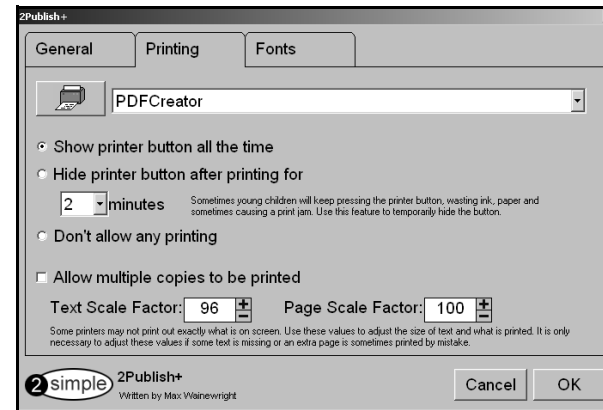 2Publish+
General Printing Fonts
PDFCreator
Show printer button all the time
Hide printer button after printing for
2 minutes
Sometimes young children will keep pressing the printer button, wasting ink, paper and
sometimes causing a print jam. Use this feature to temporarily hide the button.
Don't allow any printing
Allow multiple copies to be printed
Text Scale Factor: 96 Page Scale Factor: 100
Some printers may not print out exactly what is on screen. Use these values to adjust the size of text and what is printed. It is only
necessary to adjust these values if some text is missing or an extra page is sometimes printed by mistake.
2simple 2Publish+
Written by Max Wainewright
Cancel OK